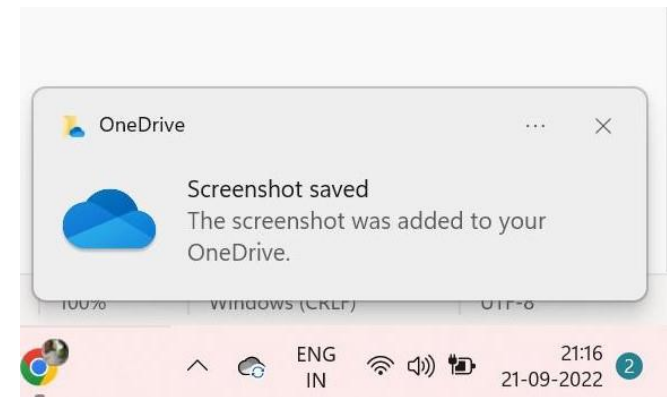 OneDrive
Screenshot saved
The screenshot was added to your
OneDrive.
100%
Windows (CRLF)
UTF-8
ENG
IN
21:16
21-09-2022
2